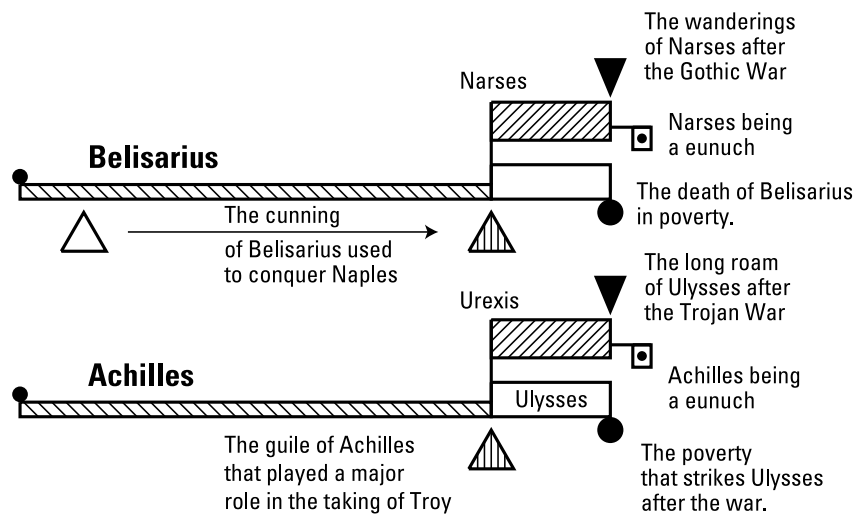 The wanderings
of Narses after
the Gothic War
Narses
Narses being
a eunuch
Belisarius
The death of Belisarius
in poverty.
The cunning
of Belisarius used
to conquer Naples
The long roam
of Ulysses after
the Trojan War
Urexis
Achilles being
a eunuch
Achilles
Ulysses
The guile of Achilles
that played a major
role in the taking of Troy
The poverty
that strikes Ulysses
after the war.